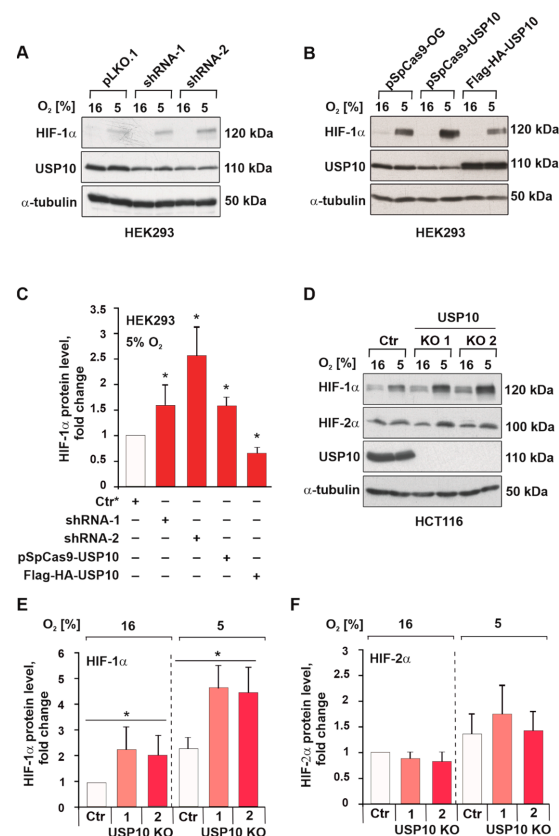 A
pLKO.1 shRNA-1 shRNA-2
O2 [%] 16 5 16 5 16 5
HIF-1α 120 kDa
USP10 110 kDa
α-tubulin 50 kDa
HEK293
B
pSpCas9-OG pSpCas9-USP10 Flag-HA-USP10
O2 [%] 16 5 16 5 16 5
HIF-1α 120 kDa
USP10 110 kDa
α-tubulin 50 kDa
HEK293
C
HEK293
5% O2
HIF-1α protein level,
fold change
3.5
3
2.5
2
1.5
1
0.5
0
* * * *
Ctr* + – – – –
shRNA-1 – + – – –
shRNA-2 – – + – –
pSpCas9-USP10 – – – + –
Flag-HA-USP10 – – – – +
D
USP10
Ctr KO 1 KO 2
O2 [%] 16 5 16 5 16 5
HIF-1α 120 kDa
HIF-2α 100 kDa
USP10 110 kDa
α-tubulin 50 kDa
HCT116
E
O2 [%] 16 5
HIF-1α
HIF-1α protein level,
fold change
6
5
4
3
2
1
0
* *
Ctr 1 2 Ctr 1 2
USP10 KO USP10 KO
F
O2 [%] 16 5
HIF-2α
HIF-2α protein level,
fold change
3
2.5
2
1.5
1
0.5
0
Ctr 1 2 Ctr 1 2
USP10 KO USP10 KO